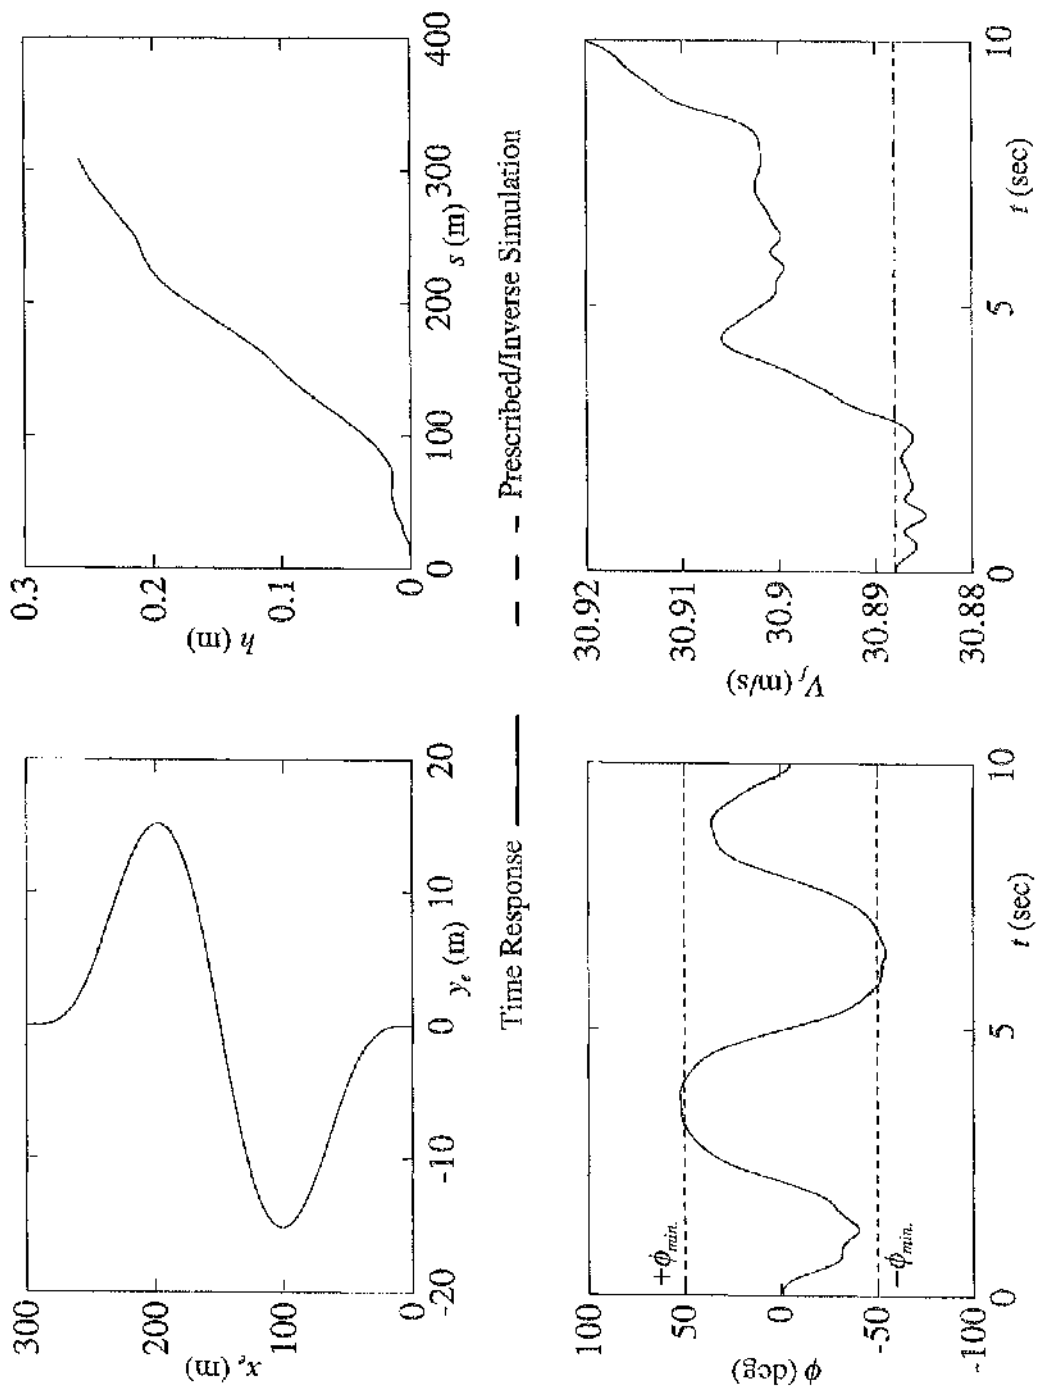 300
200
100
0
x_e (m)
-20
-10
0
10
20
y_e (m)
0.3
0.2
0.1
0
h (m)
0
100
200
300
400
s (m)
Time Response
Prescribed/Inverse Simulation
100
50
0
-50
-100
ϕ (deg)
+ϕ_min.
-ϕ_min.
0
5
10
t (sec)
30.92
30.91
30.9
30.89
30.88
V_f (m/s)
0
5
10
t (sec)